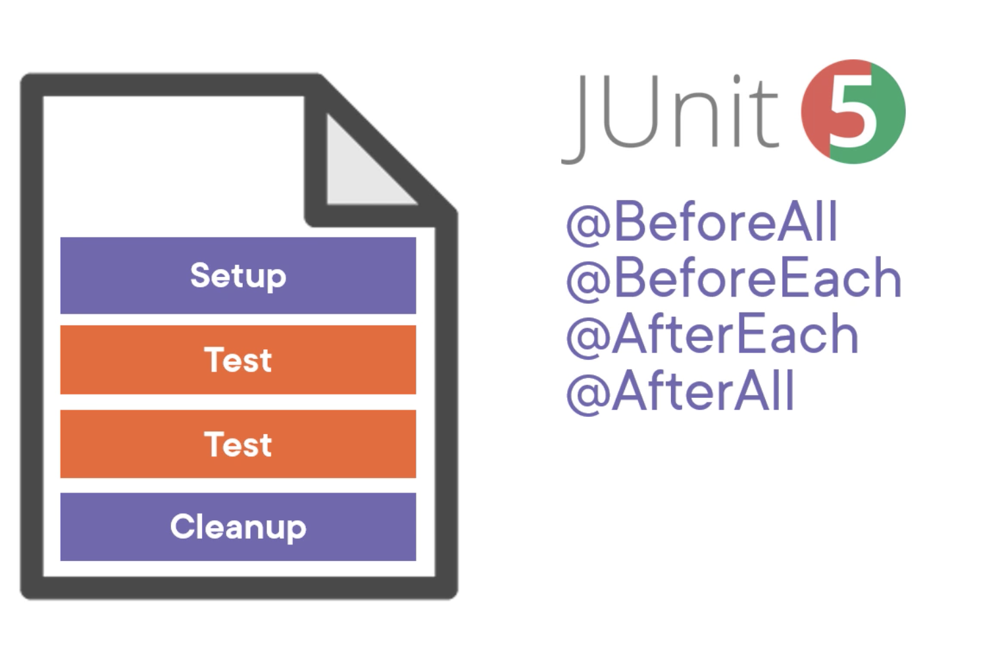 Setup
Test
Test
Cleanup
JUnit 5
@BeforeAll
@BeforeEach
@AfterEach
@AfterAll